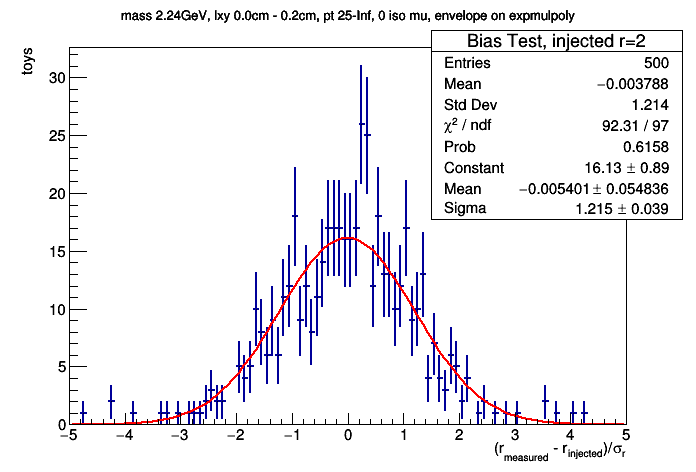 mass 2.24GeV, lxy 0.0cm - 0.2cm, pt 25-Inf, 0 iso mu, envelope on expmulpoly
Bias Test, injected r=2
Entries 500
Mean −0.003788
Std Dev 1.214
χ² / ndf 92.31 / 97
Prob 0.6158
Constant 16.13 ± 0.89
Mean −0.005401 ± 0.054836
Sigma 1.215 ± 0.039
toys
30
25
20
15
10
5
0
−5 −4 −3 −2 −1 0 1 2 3 4 5
(r_measured - r_injected)/σ_r